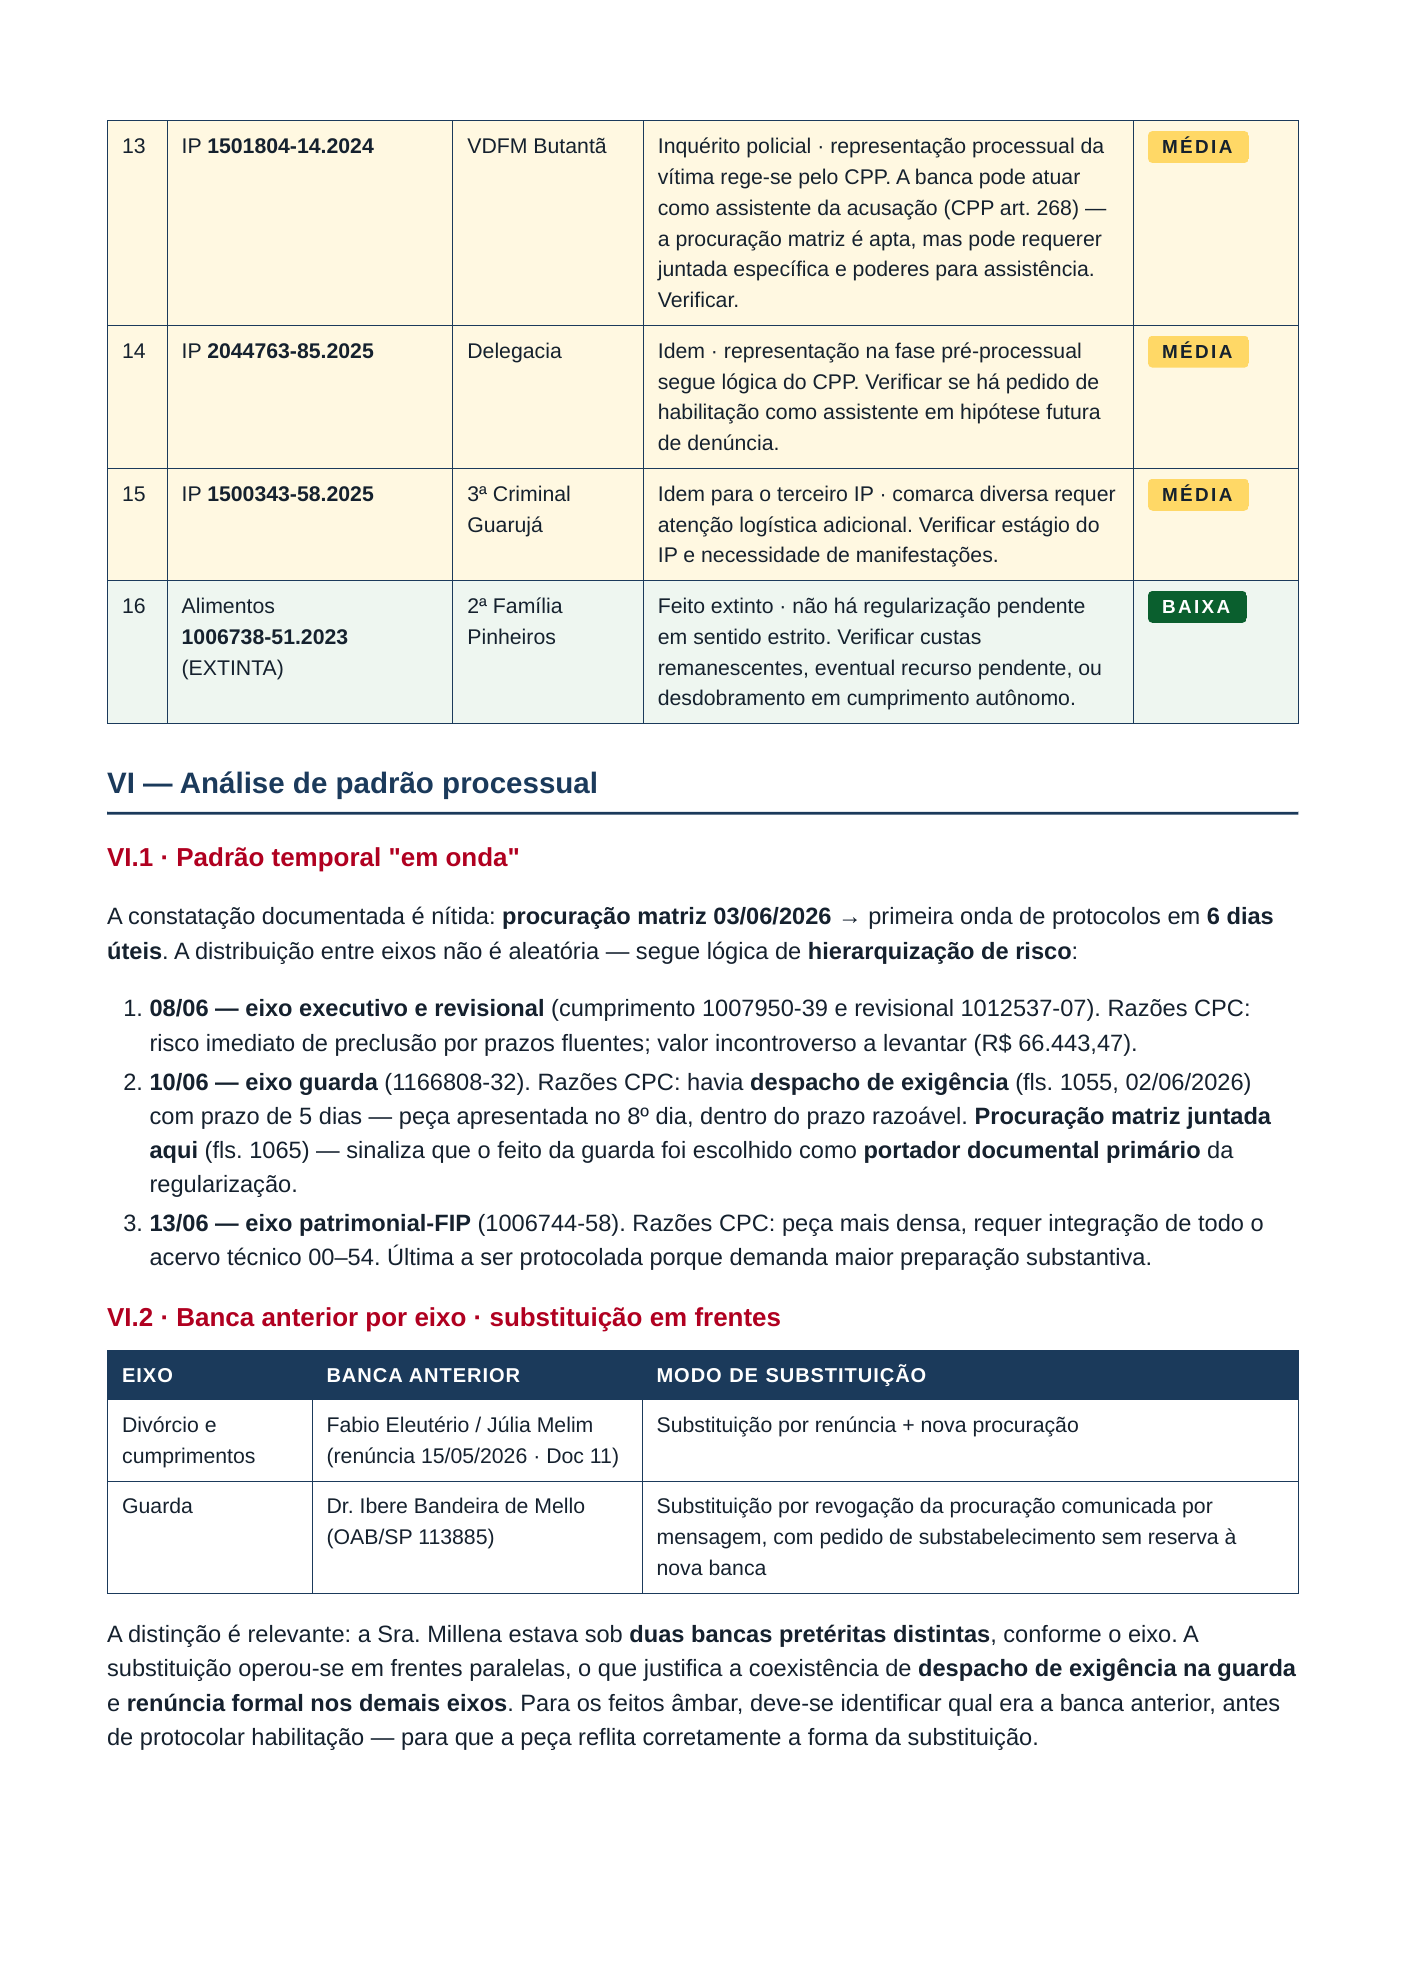 13 IP 1501804-14.2024 VDFM Butantã Inquérito policial · representação processual da MÉDIA
vítima rege-se pelo CPP. A banca pode atuar
como assistente da acusação (CPP art. 268) —
a procuração matriz é apta, mas pode requerer
juntada específica e poderes para assistência.
Verificar.
14 IP 2044763-85.2025 Delegacia Idem · representação na fase pré-processual MÉDIA
segue lógica do CPP. Verificar se há pedido de
habilitação como assistente em hipótese futura
de denúncia.
15 IP 1500343-58.2025 3ª Criminal Idem para o terceiro IP · comarca diversa requer MÉDIA
Guarujá atenção logística adicional. Verificar estágio do
IP e necessidade de manifestações.
16 Alimentos 2ª Família Feito extinto · não há regularização pendente BAIXA
1006738-51.2023 Pinheiros em sentido estrito. Verificar custas
(EXTINTA) remanescentes, eventual recurso pendente, ou
desdobramento em cumprimento autônomo.
VI — Análise de padrão processual
VI.1 · Padrão temporal "em onda"
A constatação documentada é nítida: procuração matriz 03/06/2026 → primeira onda de protocolos em 6 dias
úteis. A distribuição entre eixos não é aleatória — segue lógica de hierarquização de risco:
1. 08/06 — eixo executivo e revisional (cumprimento 1007950-39 e revisional 1012537-07). Razões CPC:
risco imediato de preclusão por prazos fluentes; valor incontroverso a levantar (R$ 66.443,47).
2. 10/06 — eixo guarda (1166808-32). Razões CPC: havia despacho de exigência (fls. 1055, 02/06/2026)
com prazo de 5 dias — peça apresentada no 8º dia, dentro do prazo razoável. Procuração matriz juntada
aqui (fls. 1065) — sinaliza que o feito da guarda foi escolhido como portador documental primário da
regularização.
3. 13/06 — eixo patrimonial-FIP (1006744-58). Razões CPC: peça mais densa, requer integração de todo o
acervo técnico 00–54. Última a ser protocolada porque demanda maior preparação substantiva.
VI.2 · Banca anterior por eixo · substituição em frentes
EIXO BANCA ANTERIOR MODO DE SUBSTITUIÇÃO
Divórcio e Fabio Eleutério / Júlia Melim Substituição por renúncia + nova procuração
cumprimentos (renúncia 15/05/2026 · Doc 11)
Guarda Dr. Ibere Bandeira de Mello Substituição por revogação da procuração comunicada por
(OAB/SP 113885) mensagem, com pedido de substabelecimento sem reserva à
nova banca
A distinção é relevante: a Sra. Millena estava sob duas bancas pretéritas distintas, conforme o eixo. A
substituição operou-se em frentes paralelas, o que justifica a coexistência de despacho de exigência na guarda
e renúncia formal nos demais eixos. Para os feitos âmbar, deve-se identificar qual era a banca anterior, antes
de protocolar habilitação — para que a peça reflita corretamente a forma da substituição.